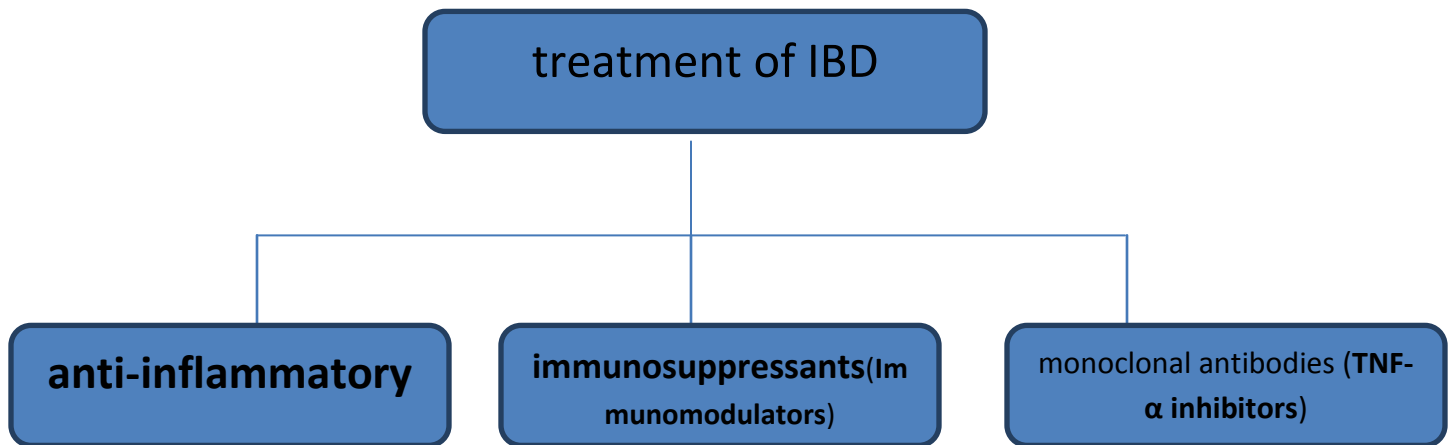 treatment of IBD
anti-inflammatory
immunosuppressants(Im
munomodulators)
monoclonal antibodies (TNF-
α inhibitors)